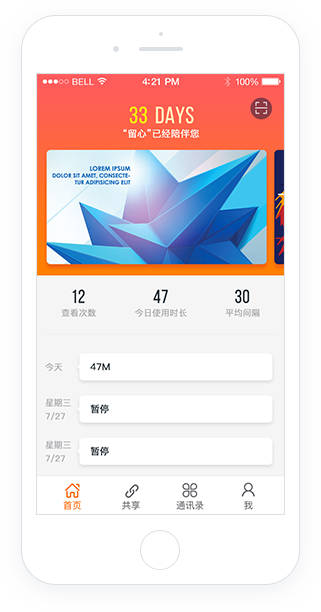 BELL 4:21 PM 100%
33 DAYS
“留心”已经陪伴您
LOREM IPSUM
DOLOR SIT AMET, CONSECTE-
TUR ADIPISICING ELIT
12 47 30
查看次数 今日使用时长 平均间隔
今天 47M
星期三
7/27 暂停
星期三
7/27 暂停
首页 共享 通讯录 我